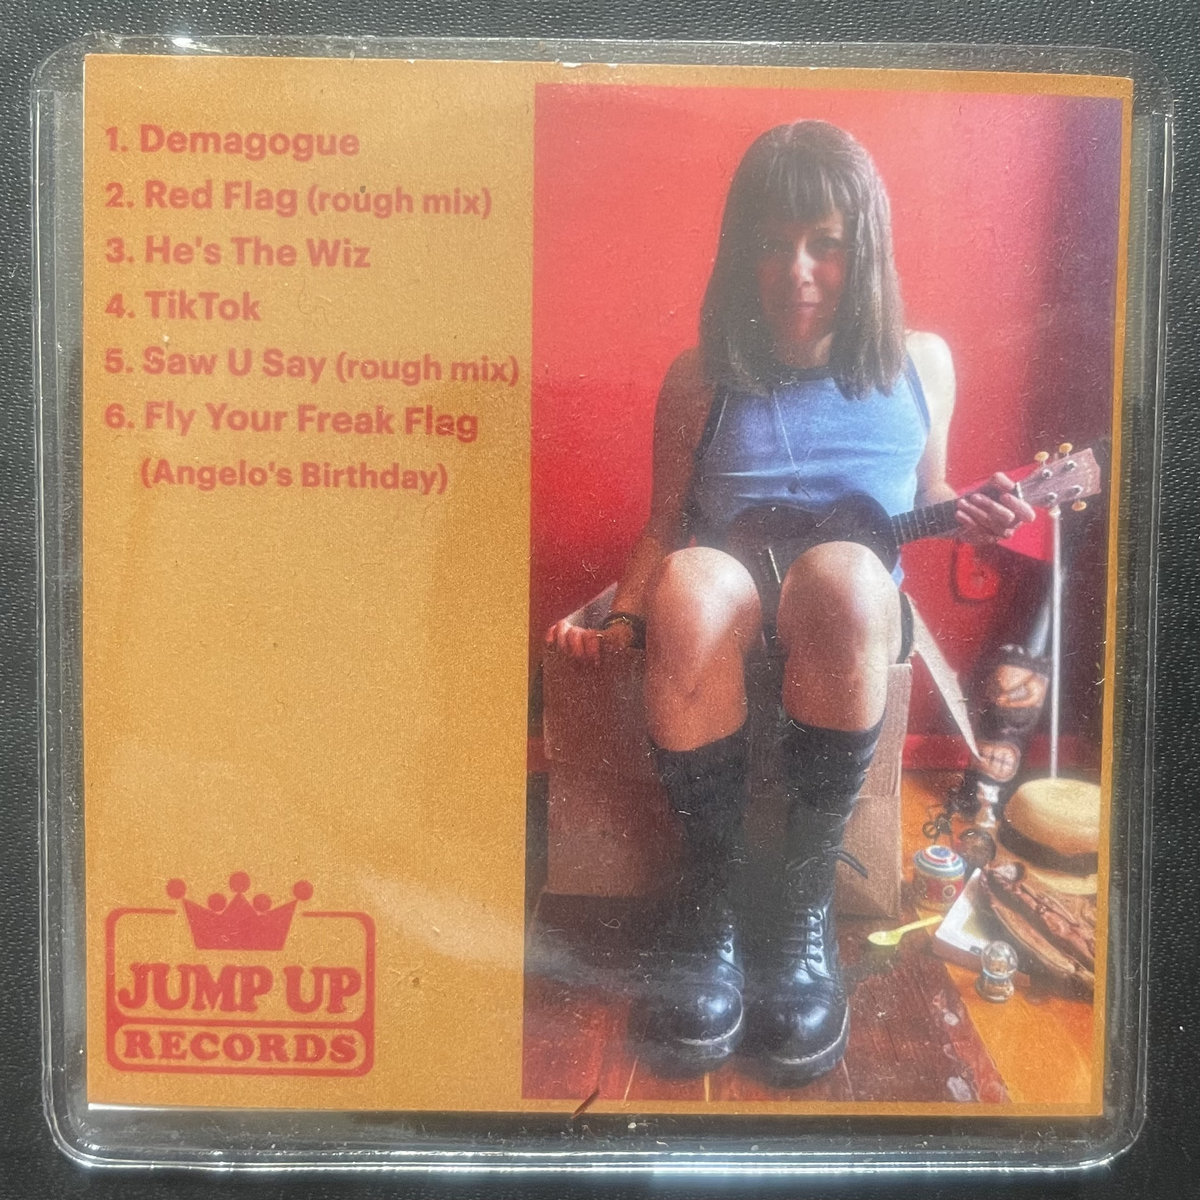 1. Demagogue
2. Red Flag (rough mix)
3. He's The Wiz
4. TikTok
5. Saw U Say (rough mix)
6. Fly Your Freak Flag
(Angelo's Birthday)
JUMP UP
RECORDS